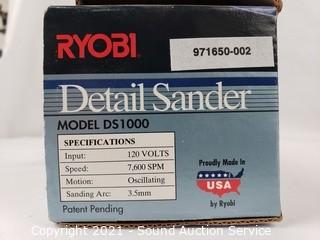 RYOBI
971650-002
Detail Sander
MODEL DS1000
SPECIFICATIONS
Input: 120 VOLTS
Speed: 7,600 SPM
Motion: Oscillating
Sanding Arc: 3.5mm
Patent Pending
Proudly Made in
USA
by Ryobi
Copyright 2021 - Sound Auction Service